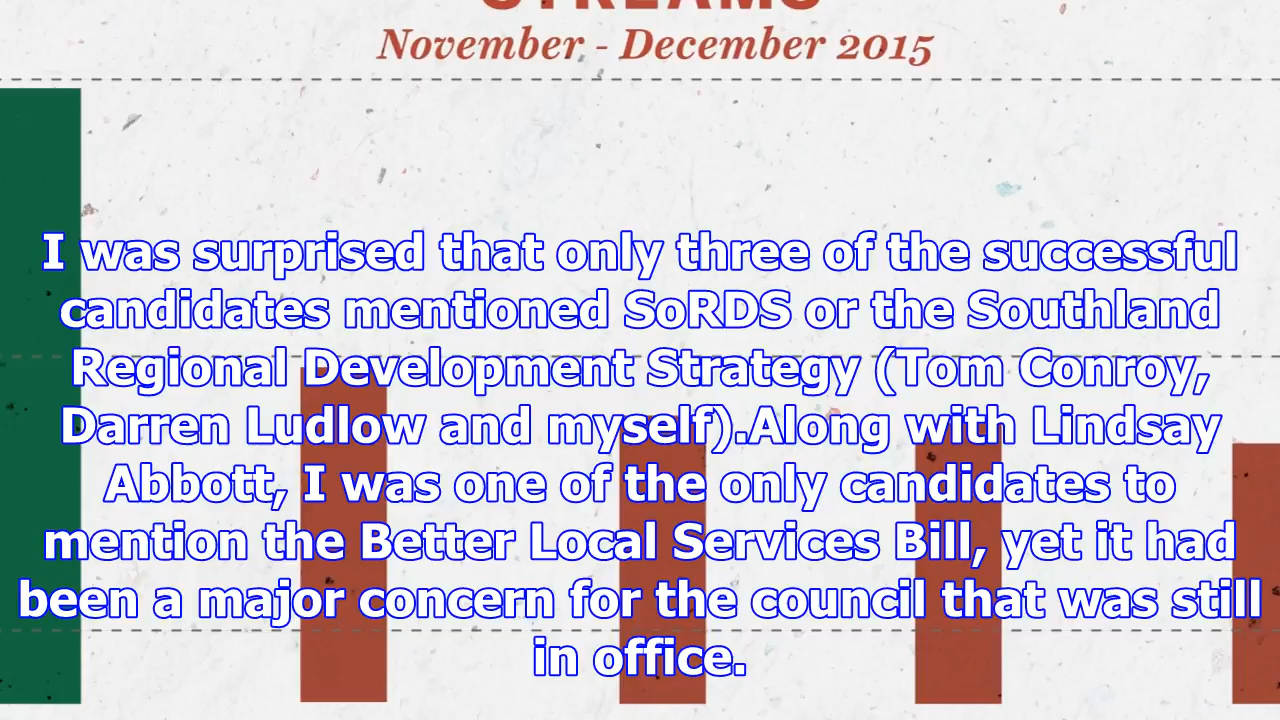 STREAMS
November - December 2015
I was surprised that only three of the successful
candidates mentioned SoRDS or the Southland
Regional Development Strategy (Tom Conroy,
Darren Ludlow and myself).Along with Lindsay
Abbott, I was one of the only candidates to
mention the Better Local Services Bill, yet it had
been a major concern for the council that was still
in office.